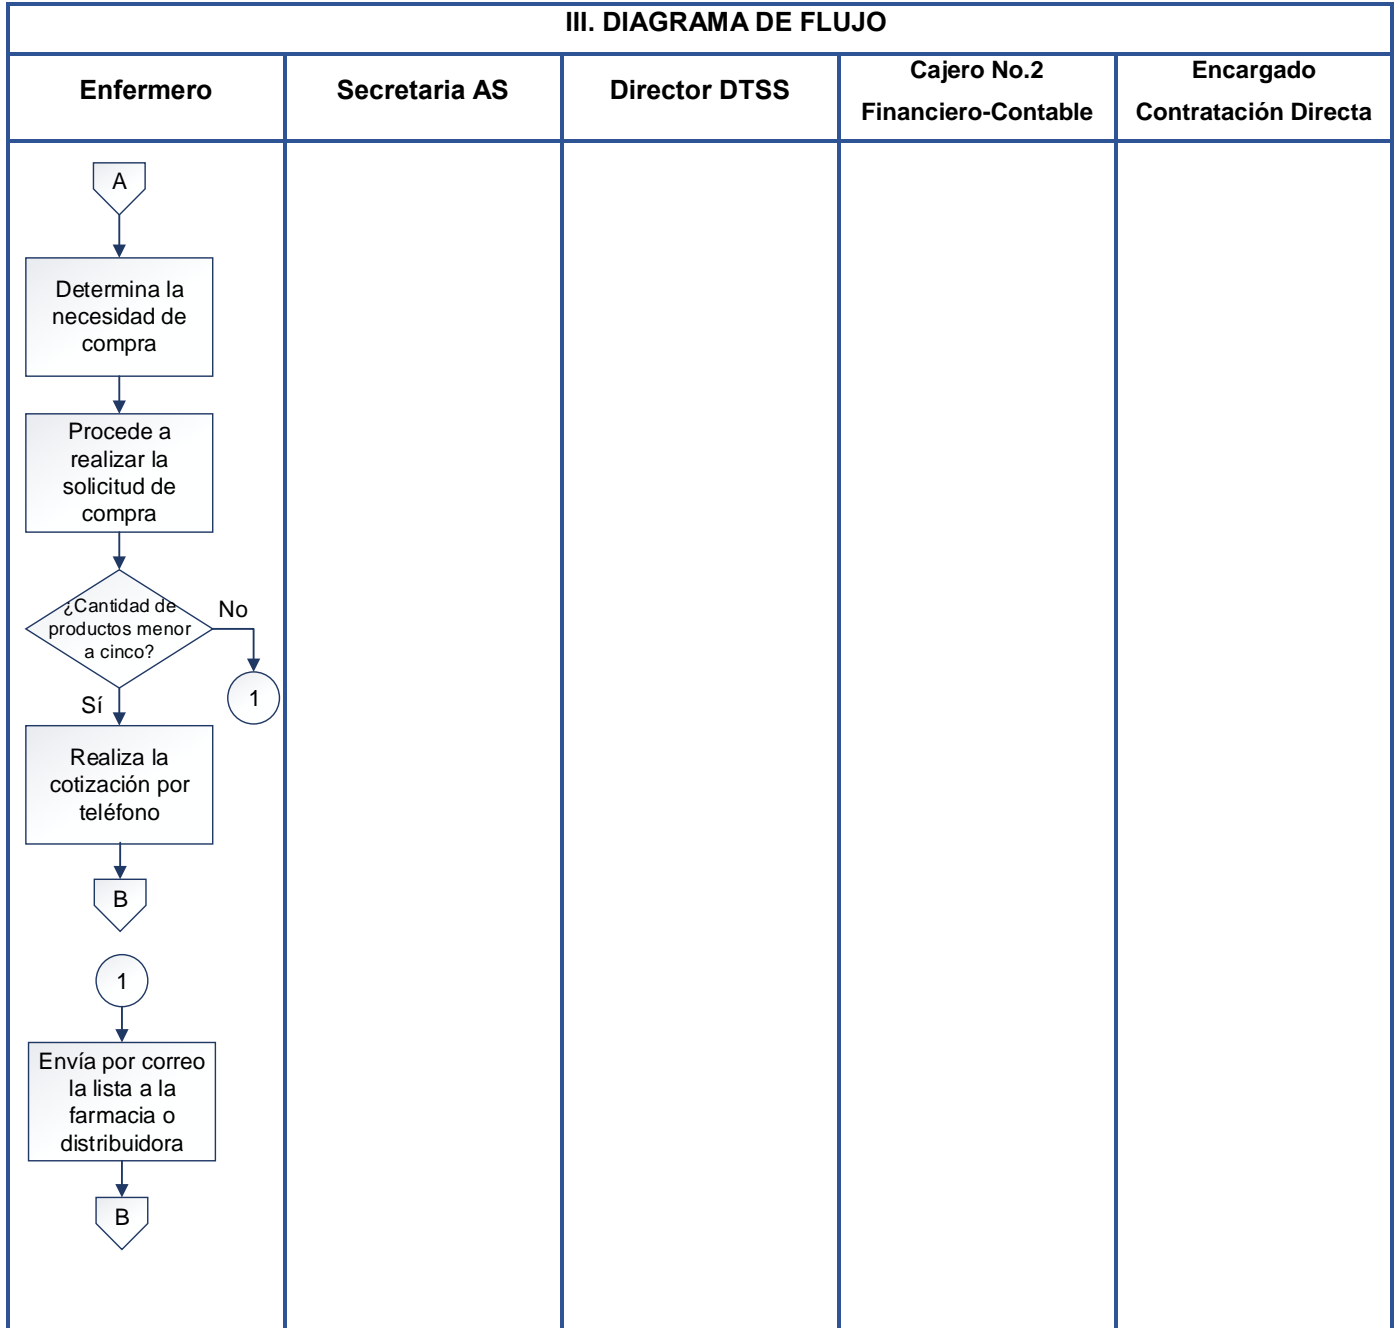 III. DIAGRAMA DE FLUJO
Enfermero
Secretaria AS
Director DTSS
Cajero No.2
Financiero-Contable
Encargado
Contratación Directa
A
Determina la
necesidad de
compra
Procede a
realizar la
solicitud de
compra
¿Cantidad de
productos menor
a cinco?
No
1
Sí
Realiza la
cotización por
teléfono
B
1
Envía por correo
la lista a la
farmacia o
distribuidora
B